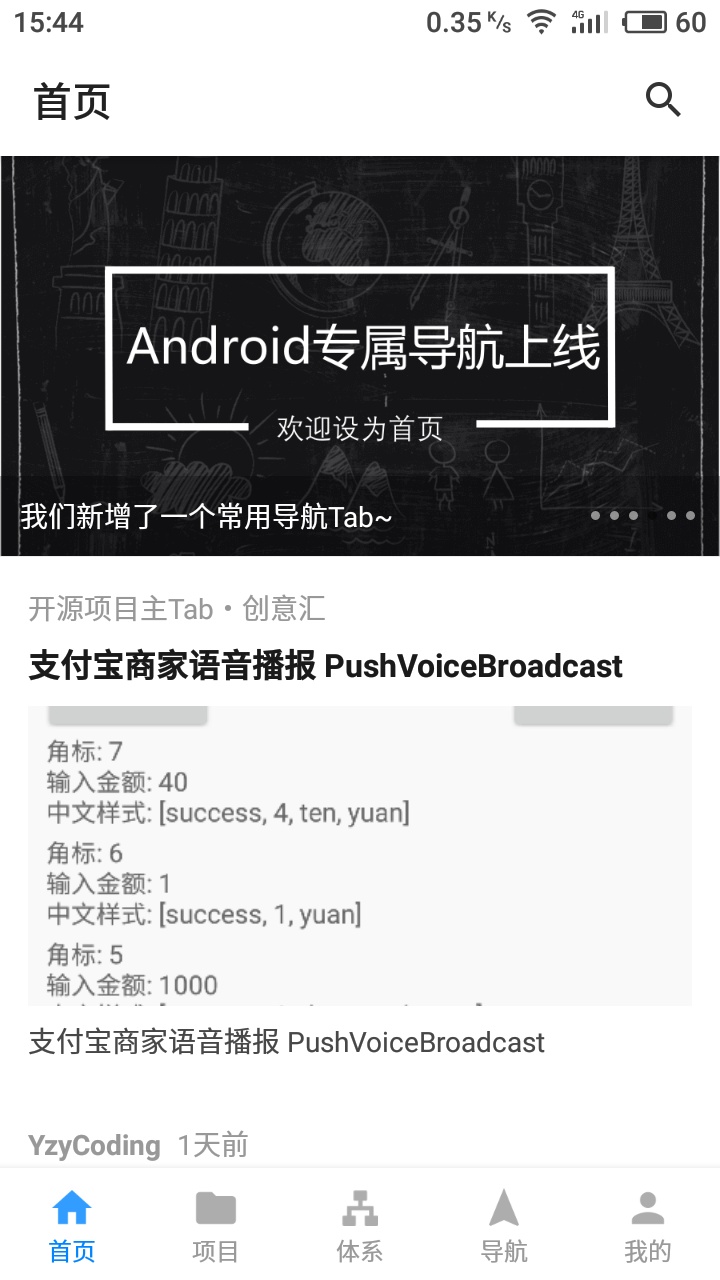 15:44
0.35 K/s 4G 60
首页
Android专属导航上线
欢迎设为首页
我们新增了一个常用导航Tab~
开源项目主Tab·创意汇
支付宝商家语音播报 PushVoiceBroadcast
角标: 7
输入金额: 40
中文样式: [success, 4, ten, yuan]
角标: 6
输入金额: 1
中文样式: [success, 1, yuan]
角标: 5
输入金额: 1000
支付宝商家语音播报 PushVoiceBroadcast
YzyCoding 1天前
首页 项目 体系 导航 我的